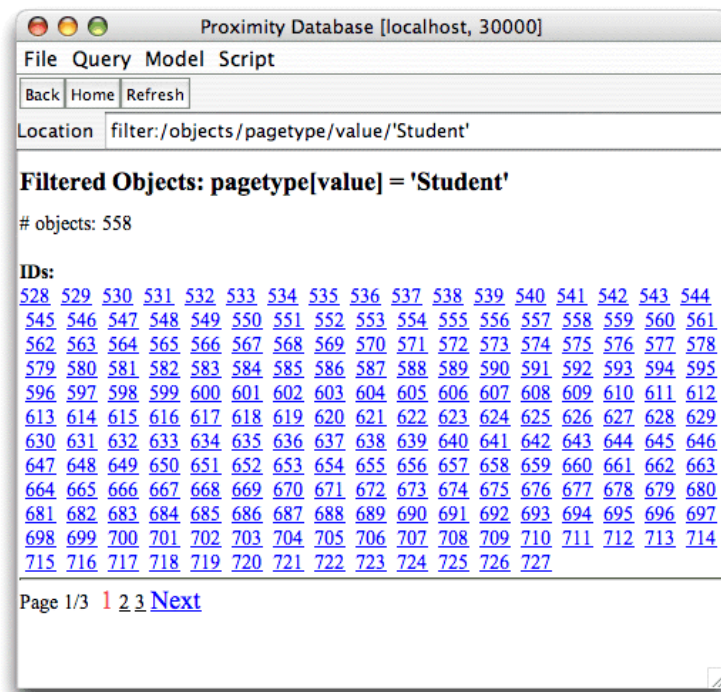 Proximity Database [localhost, 30000]
File Query Model Script
Back Home Refresh
Location filter:/objects/pagetype/value/'Student'
Filtered Objects: pagetype[value] = 'Student'
# objects: 558
IDs:
528 529 530 531 532 533 534 535 536 537 538 539 540 541 542 543 544
545 546 547 548 549 550 551 552 553 554 555 556 557 558 559 560 561
562 563 564 565 566 567 568 569 570 571 572 573 574 575 576 577 578
579 580 581 582 583 584 585 586 587 588 589 590 591 592 593 594 595
596 597 598 599 600 601 602 603 604 605 606 607 608 609 610 611 612
613 614 615 616 617 618 619 620 621 622 623 624 625 626 627 628 629
630 631 632 633 634 635 636 637 638 639 640 641 642 643 644 645 646
647 648 649 650 651 652 653 654 655 656 657 658 659 660 661 662 663
664 665 666 667 668 669 670 671 672 673 674 675 676 677 678 679 680
681 682 683 684 685 686 687 688 689 690 691 692 693 694 695 696 697
698 699 700 701 702 703 704 705 706 707 708 709 710 711 712 713 714
715 716 717 718 719 720 721 722 723 724 725 726 727
Page 1/3 1 2 3 Next